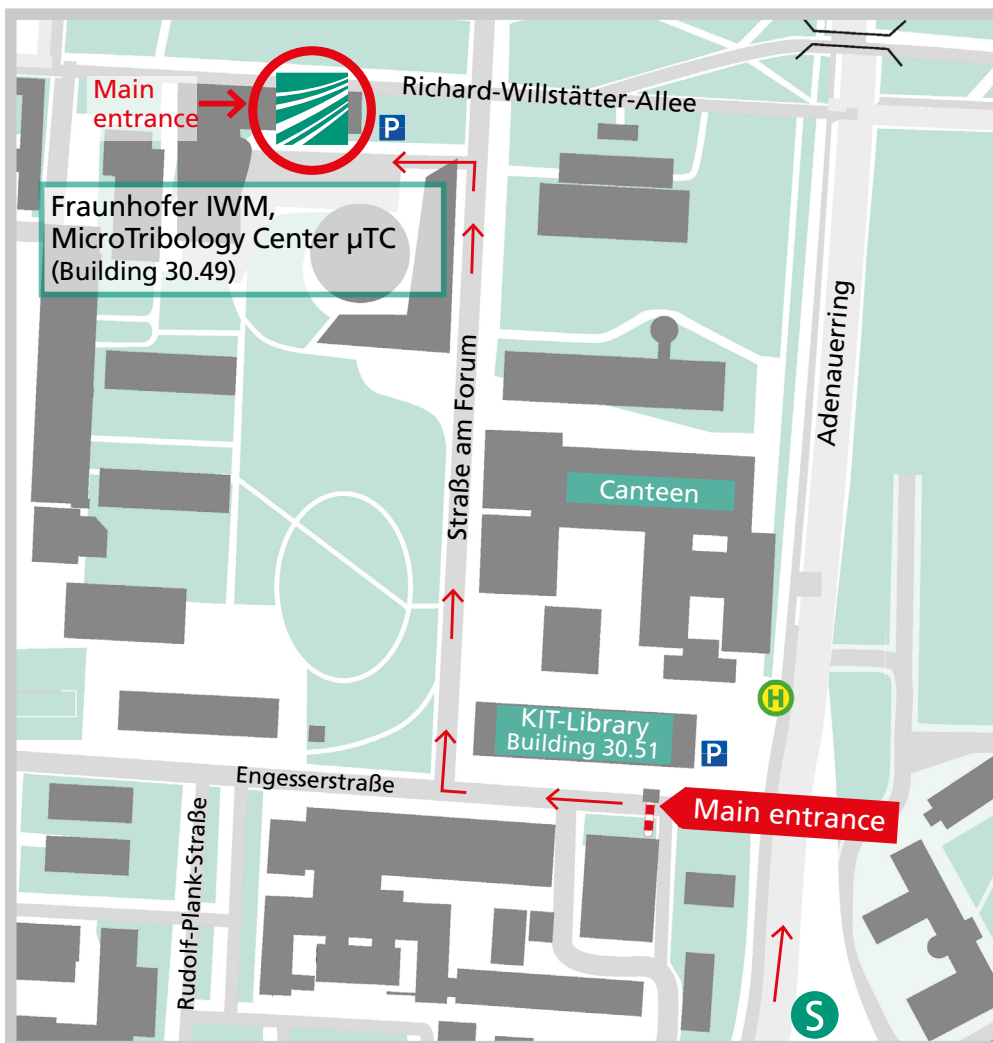 Main
entrance
Richard-Willstätter-Allee
P
Fraunhofer IWM,
MicroTribology Center µTC
(Building 30.49)
Straße am Forum
Adenauerring
Canteen
H
KIT-Library
Building 30.51
P
Engesserstraße
Main entrance
Rudolf-Plank-Straße
S